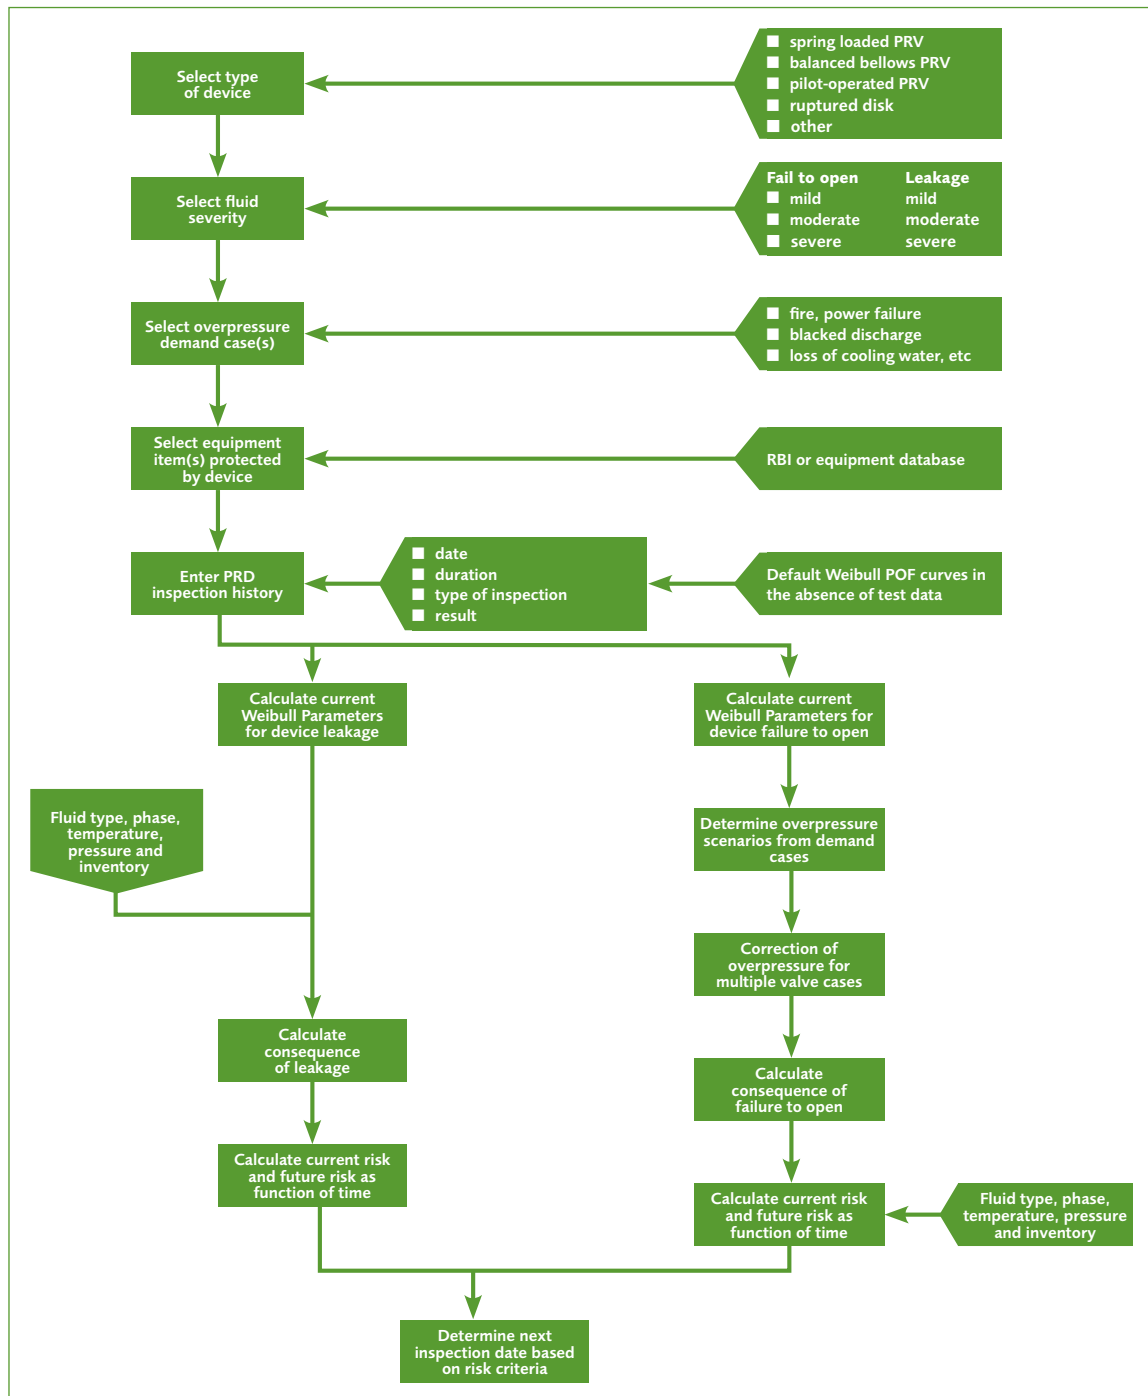 Select type
of device
spring loaded PRV
balanced bellows PRV
pilot-operated PRV
ruptured disk
other
Select fluid
severity
Fail to open Leakage
mild mild
moderate moderate
severe severe
Select overpressure
demand case(s)
fire, power failure
blacked discharge
loss of cooling water, etc
Select equipment
item(s) protected
by device
RBI or equipment database
Enter PRD
inspection history
date
duration
type of inspection
result
Default Weibull POF curves in
the absence of test data
Calculate current
Weibull Parameters
for device leakage
Calculate current
Weibull Parameters for
device failure to open
Fluid type, phase,
temperature,
pressure and
inventory
Determine overpressure
scenarios from demand
cases
Correction of
overpressure for
multiple valve cases
Calculate
consequence
of leakage
Calculate
consequence of
failure to open
Calculate current risk
and future risk as
function of time
Calculate current risk
and future risk as
function of time
Fluid type, phase,
temperature, pressure
and inventory
Determine next
inspection date based
on risk criteria